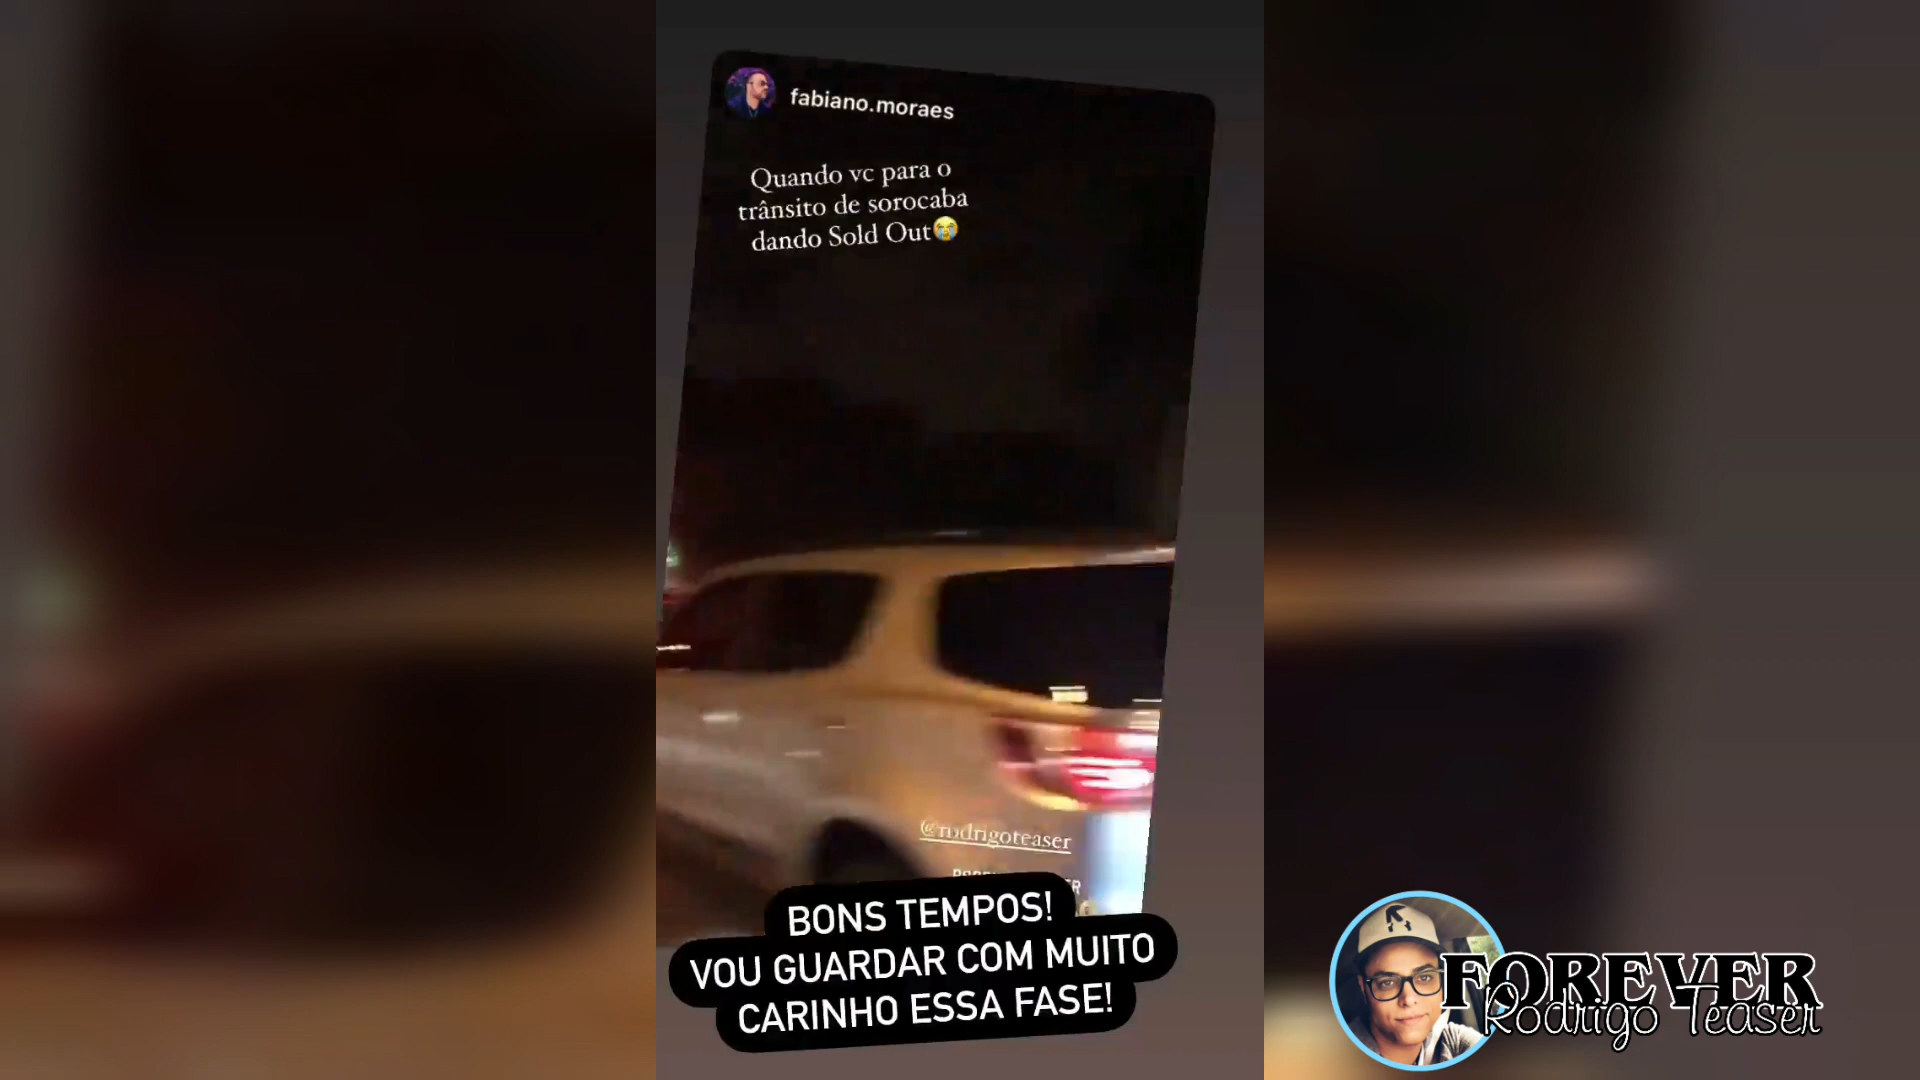 fabiano.moraes
Quando vc para o
trânsito de sorocaba
dando Sold Out😭
@rodrigoteaser
BONS TEMPOS!
VOU GUARDAR COM MUITO
CARINHO ESSA FASE!
FOREVER
Rodrigo Teaser